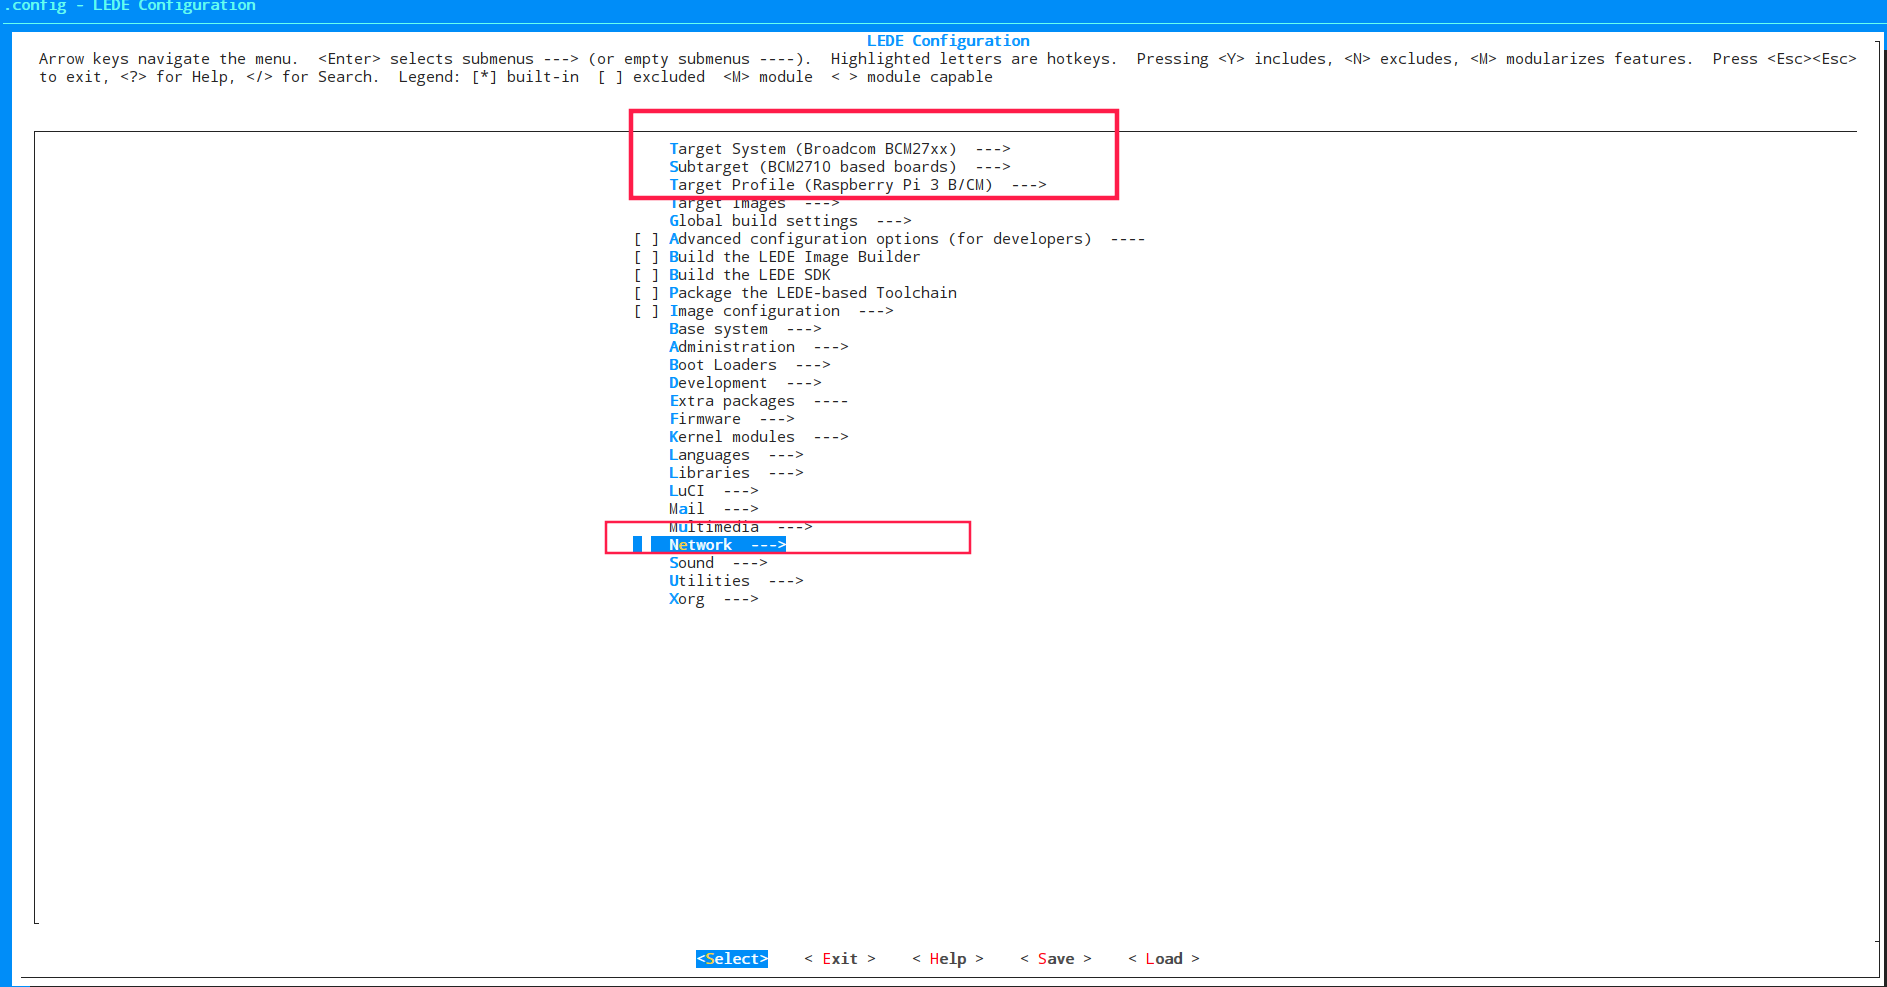 .config - LEDE Configuration
LEDE Configuration
Arrow keys navigate the menu.  <Enter> selects submenus ---> (or empty submenus ----).  Highlighted letters are hotkeys.  Pressing <Y> includes, <N> excludes, <M> modularizes features.  Press <Esc><Esc>
to exit, <?> for Help, </> for Search.  Legend: [*] built-in  [ ] excluded  <M> module  < > module capable
Target System (Broadcom BCM27xx)  --->
Subtarget (BCM2710 based boards)  --->
Target Profile (Raspberry Pi 3 B/CM)  --->
Target Images  --->
Global build settings  --->
[ ] Advanced configuration options (for developers)  ----
[ ] Build the LEDE Image Builder
[ ] Build the LEDE SDK
[ ] Package the LEDE-based Toolchain
[ ] Image configuration  --->
Base system  --->
Administration  --->
Boot Loaders  --->
Development  --->
Extra packages  ----
Firmware  --->
Kernel modules  --->
Languages  --->
Libraries  --->
LuCI  --->
Mail  --->
Multimedia  --->
Network  --->
Sound  --->
Utilities  --->
Xorg  --->
<Select>    < Exit >    < Help >    < Save >    < Load >